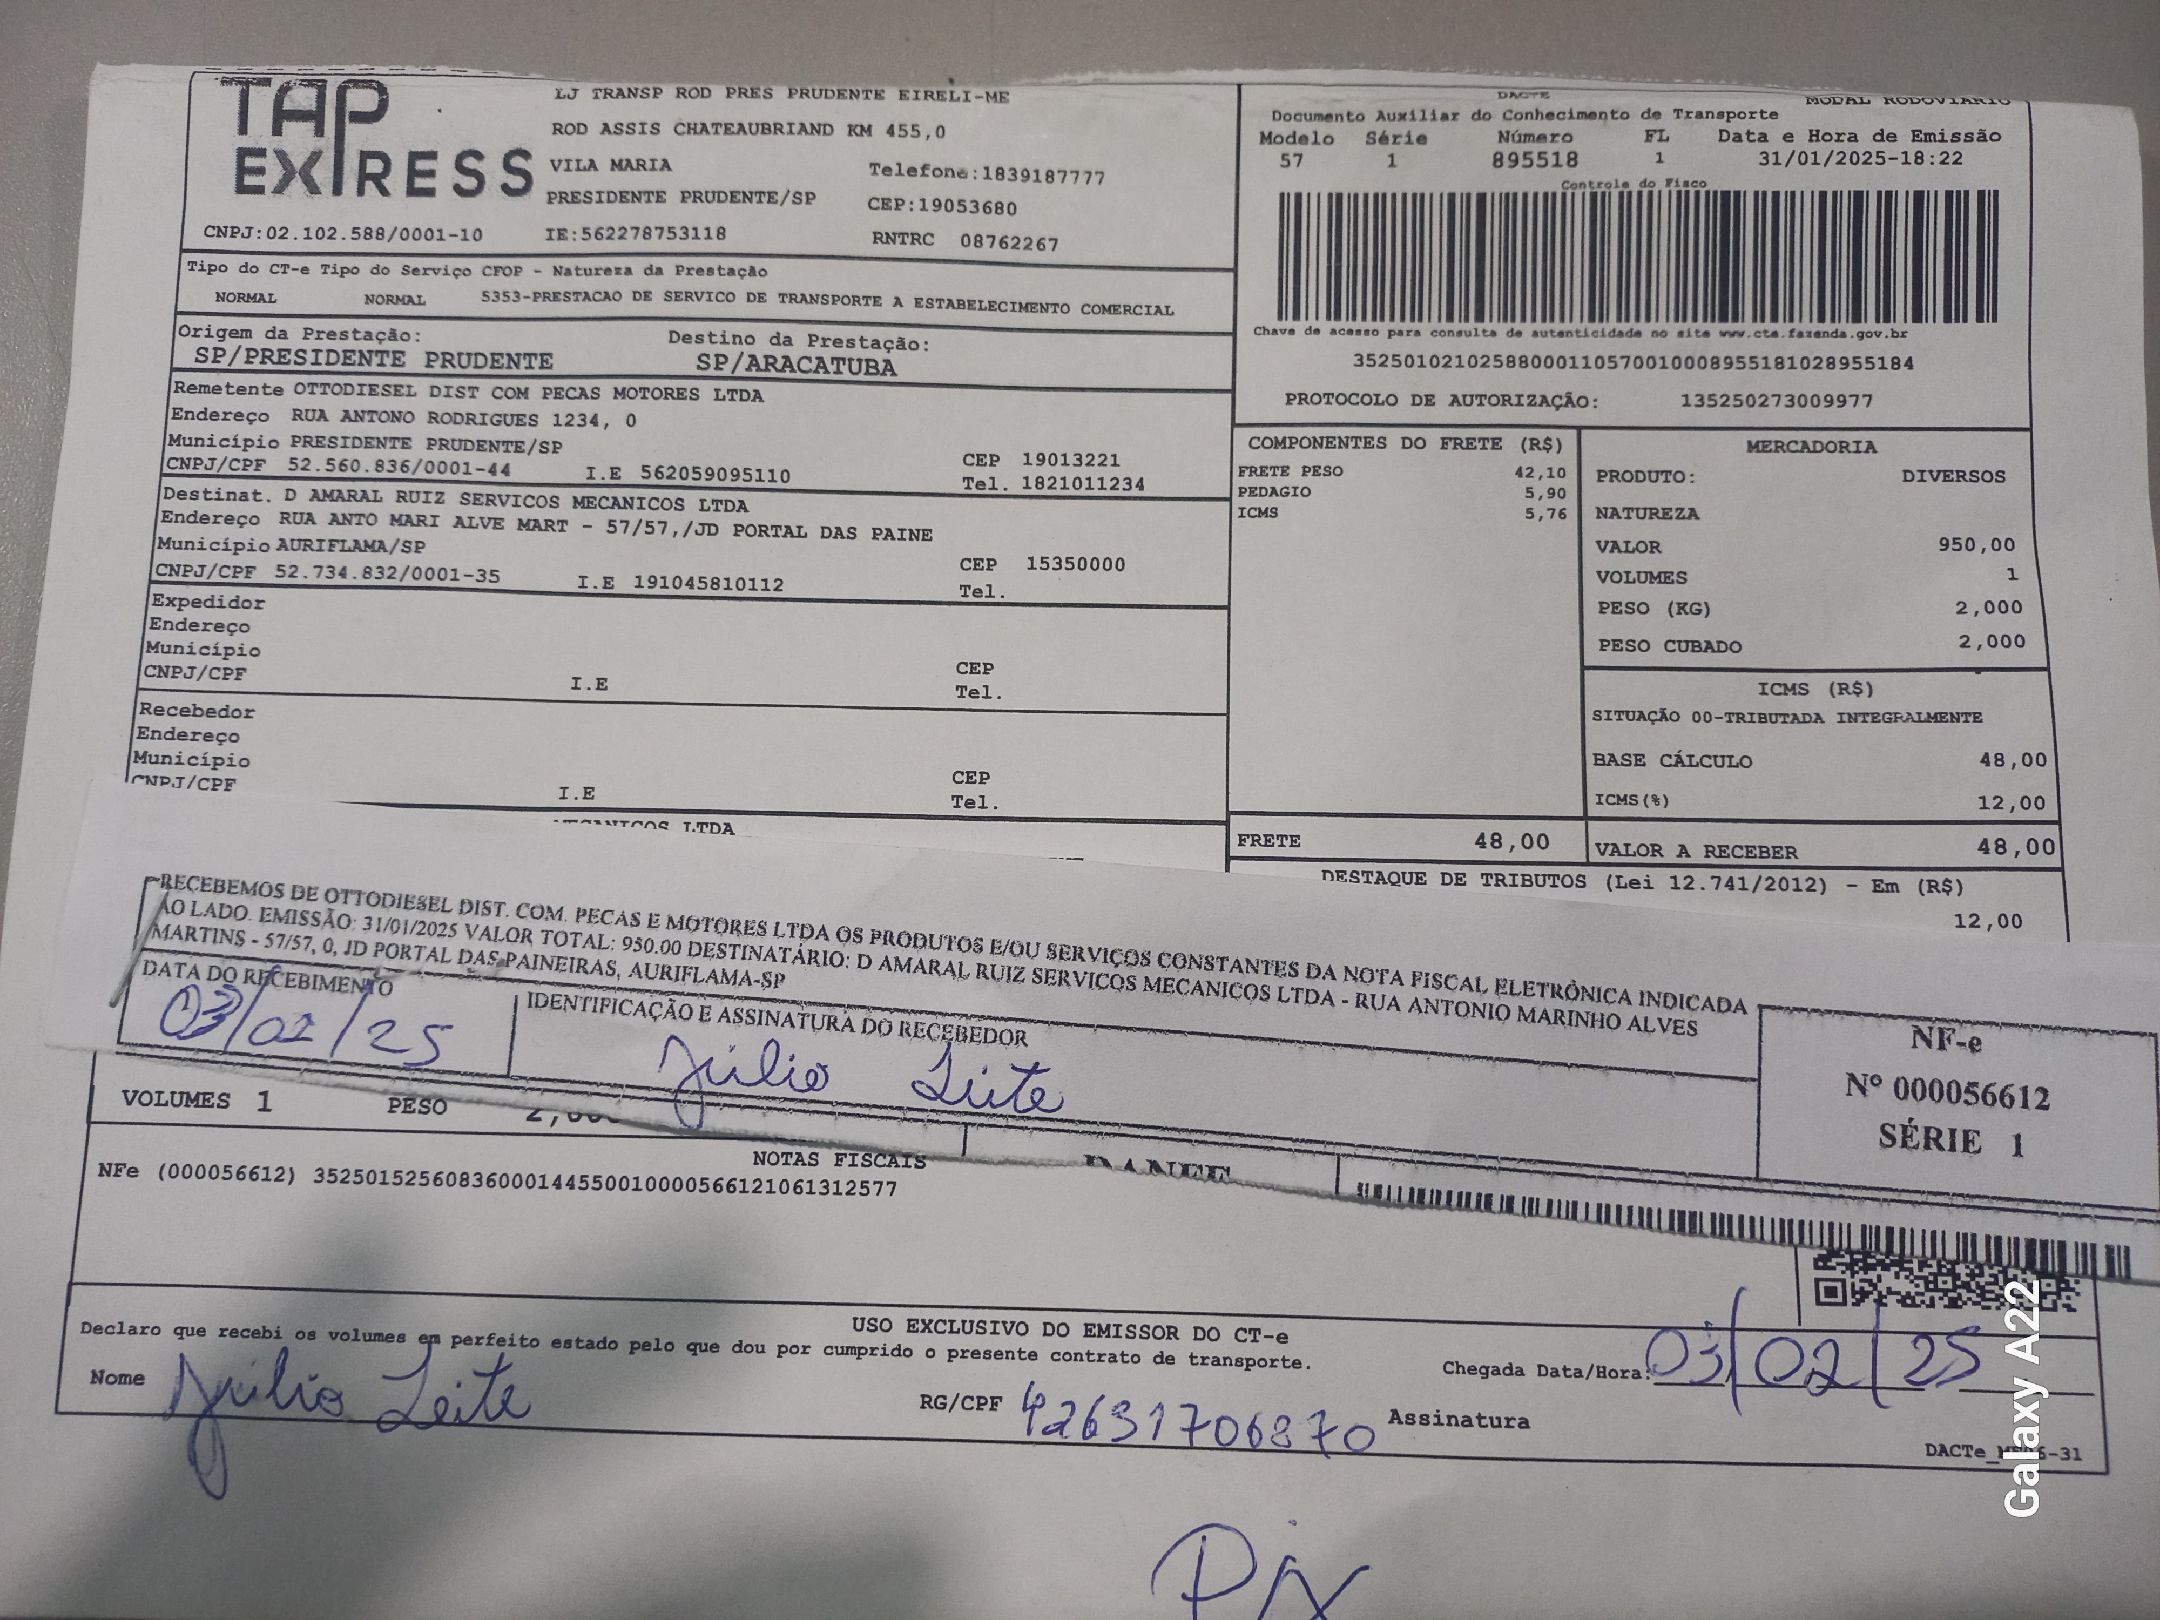 TAP EXPRESS
LJ TRANSP ROD PRES PRUDENTE EIRELI-ME
ROD ASSIS CHATEAUBRIAND KM 455,0
VILA MARIA Telefone:1839187777
PRESIDENTE PRUDENTE/SP CEP:19053680
CNPJ:02.102.588/0001-10 IE:562278753118 RNTRC 08762267
Tipo do CT-e Tipo do Serviço CFOP - Natureza da Prestação
NORMAL NORMAL 5353-PRESTACAO DE SERVICO DE TRANSPORTE A ESTABELECIMENTO COMERCIAL
Origem da Prestação: Destino da Prestação:
SP/PRESIDENTE PRUDENTE SP/ARACATUBA
Remetente OTTODIESEL DIST COM PECAS MOTORES LTDA
Endereço RUA ANTONO RODRIGUES 1234, 0
Município PRESIDENTE PRUDENTE/SP CEP 19013221
CNPJ/CPF 52.560.836/0001-44 I.E 562059095110 Tel. 1821011234
Destinat. D AMARAL RUIZ SERVICOS MECANICOS LTDA
Endereço RUA ANTO MARI ALVE MART - 57/57,/JD PORTAL DAS PAINE
Município AURIFLAMA/SP CEP 15350000
CNPJ/CPF 52.734.832/0001-35 I.E 191045810112 Tel.
Expedidor
Endereço
Município CEP
CNPJ/CPF I.E Tel.
Recebedor
Endereço
Município CEP
CNPJ/CPF I.E Tel.
MECANICOS LTDA
DACTE MODAL RODOVIÁRIO
Documento Auxiliar do Conhecimento de Transporte
Modelo Série Número FL Data e Hora de Emissão
57 1 895518 1 31/01/2025-18:22
Controle do Fisco
Chave de acesso para consulta de autenticidade no site www.cte.fazenda.gov.br
35250102102588000110570010008955181028955184
PROTOCOLO DE AUTORIZAÇÃO: 135250273009977
COMPONENTES DO FRETE (R$)
FRETE PESO 42,10
PEDAGIO 5,90
ICMS 5,76
FRETE 48,00
MERCADORIA
PRODUTO: DIVERSOS
NATUREZA
VALOR 950,00
VOLUMES 1
PESO (KG) 2,000
PESO CUBADO 2,000
ICMS (R$)
SITUAÇÃO 00-TRIBUTADA INTEGRALMENTE
BASE CÁLCULO 48,00
ICMS(%) 12,00
VALOR A RECEBER 48,00
DESTAQUE DE TRIBUTOS (Lei 12.741/2012) - Em (R$)
12,00
RECEBEMOS DE OTTODIESEL DIST. COM. PECAS E MOTORES LTDA OS PRODUTOS E/OU SERVIÇOS CONSTANTES DA NOTA FISCAL ELETRÔNICA INDICADA
AO LADO. EMISSÃO: 31/01/2025 VALOR TOTAL: 950.00 DESTINATÁRIO: D AMARAL RUIZ SERVICOS MECANICOS LTDA - RUA ANTONIO MARINHO ALVES
MARTINS - 57/57, 0, JD PORTAL DAS PAINEIRAS, AURIFLAMA-SP
DATA DO RECEBIMENTO
03/02/25
IDENTIFICAÇÃO E ASSINATURA DO RECEBEDOR
Júlio Leite
NF-e
Nº 000056612
SÉRIE 1
VOLUMES 1 PESO
DANFE
NOTAS FISCAIS
NFe (000056612) 35250152560836000144550010000566121061312577
USO EXCLUSIVO DO EMISSOR DO CT-e
Declaro que recebi os volumes em perfeito estado pelo que dou por cumprido o presente contrato de transporte.
Chegada Data/Hora: 03/02/25
Nome Júlio Leite RG/CPF 42631706870 Assinatura
Pix
Galaxy A22